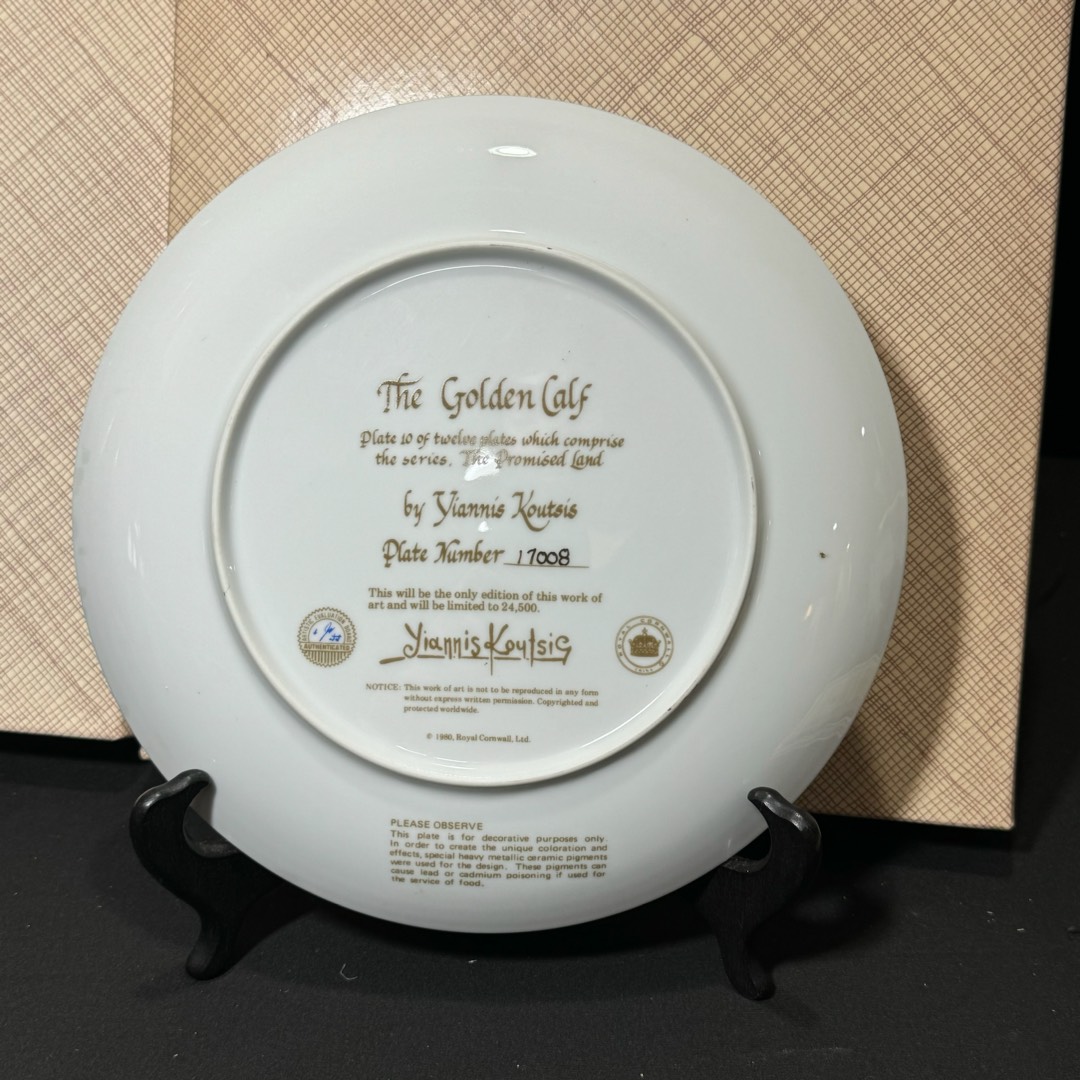 The Golden Calf
Plate 10 of twelve plates which comprise
the series, The Promised Land
by Yiannis Koutsis
Plate Number 17008
This will be the only edition of this work of
art and will be limited to 24,500.
AUTHENTICATED
Yiannis Koutsis
ROYAL CORNWALL
NOTICE: This work of art is not to be reproduced in any form
without express written permission. Copyrighted and
protected worldwide.
© 1980, Royal Cornwall, Ltd.
PLEASE OBSERVE
This plate is for decorative purposes only.
In order to create the unique coloration and
effects, special heavy metallic ceramic pigments
were used for the design. These pigments can
cause lead or cadmium poisoning if used for
the service of food.